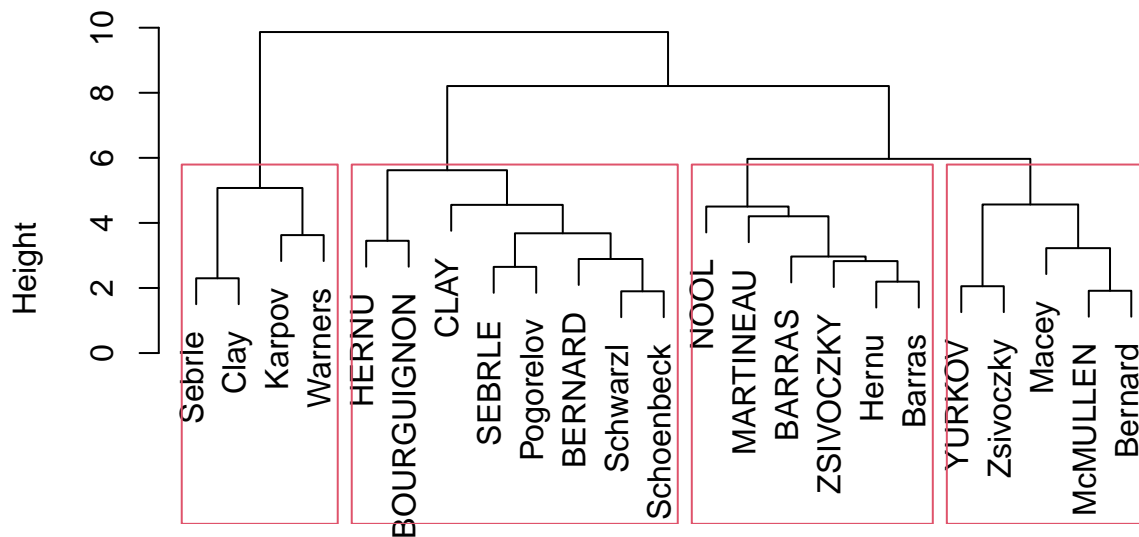 Height
10
8
6
4
2
0
Sebrle
Clay
Karpov
Warners
HERNU
BOURGUIGNON
CLAY
SEBRLE
Pogorelov
BERNARD
Schwarzl
Schoenbeck
NOOL
MARTINEAU
BARRAS
ZSIVOCZKY
Hernu
Barras
YURKOV
Zsivoczky
Macey
McMULLEN
Bernard